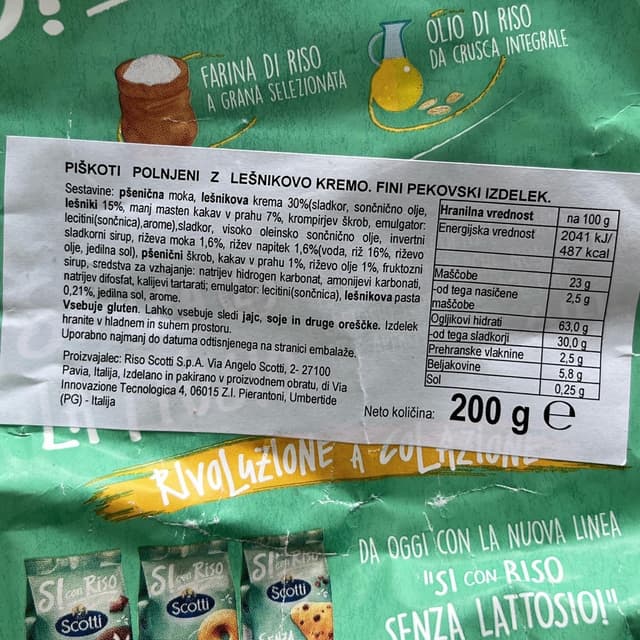 FARINA DI RISO
A GRANA SELEZIONATA
OLIO DI RISO
DA CRUSCA INTEGRALE
PIŠKOTI POLNJENI Z LEŠNIKOVO KREMO. FINI PEKOVSKI IZDELEK.
Sestavine: pšenična moka, lešnikova krema 30%(sladkor, sončnično olje,
lešniki 15%, manj masten kakav v prahu 7%, krompirjev škrob, emulgator:
lecitini(sončnica),arome),sladkor, visoko oleinsko sončnično olje, invertni
sladkorni sirup, riževa moka 1,6%, rižev napitek 1,6%(voda, riž 16%, riževo
olje, jedilna sol), pšenični škrob, kakav v prahu 1%, riževo olje 1%, fruktozni
sirup, sredstva za vzhajanje: natrijev hidrogen karbonat, amonijevi karbonati,
natrijev difosfat, kalijevi tartarati; emulgator: lecitini(sončnica), lešnikova pasta
0,21%, jedilna sol, arome.
Vsebuje gluten. Lahko vsebuje sledi jajc, soje in druge oreščke. Izdelek
hranite v hladnem in suhem prostoru.
Uporabno najmanj do datuma odtisnjenega na stranici embalaže.
Proizvajalec: Riso Scotti S.p.A. Via Angelo Scotti, 2- 27100
Pavia, Italija, Izdelano in pakirano v proizvodnem obratu, di Via
Innovazione Tecnologica 4, 06015 Z.I. Pierantoni, Umbertide
(PG) - Italija
Hranilna vrednost na 100 g
Energijska vrednost 2041 kJ/
487 kcal
Maščobe 23 g
-od tega nasičene 2,5 g
maščobe
Ogljikovi hidrati 63,0 g
-od tega sladkorji 30,0 g
Prehranske vlaknine 2,5 g
Beljakovine 5,8 g
Sol 0,25 g
Neto količina: 200 g e
RIVOLUZIONE A COLAZIONE
DA OGGI CON LA NUOVA LINEA
"SI CON RISO
SENZA LATTOSIO!"
SI con RISO
Scotti
SI con RISO
Scotti
SI con RISO
Scotti
SENZA